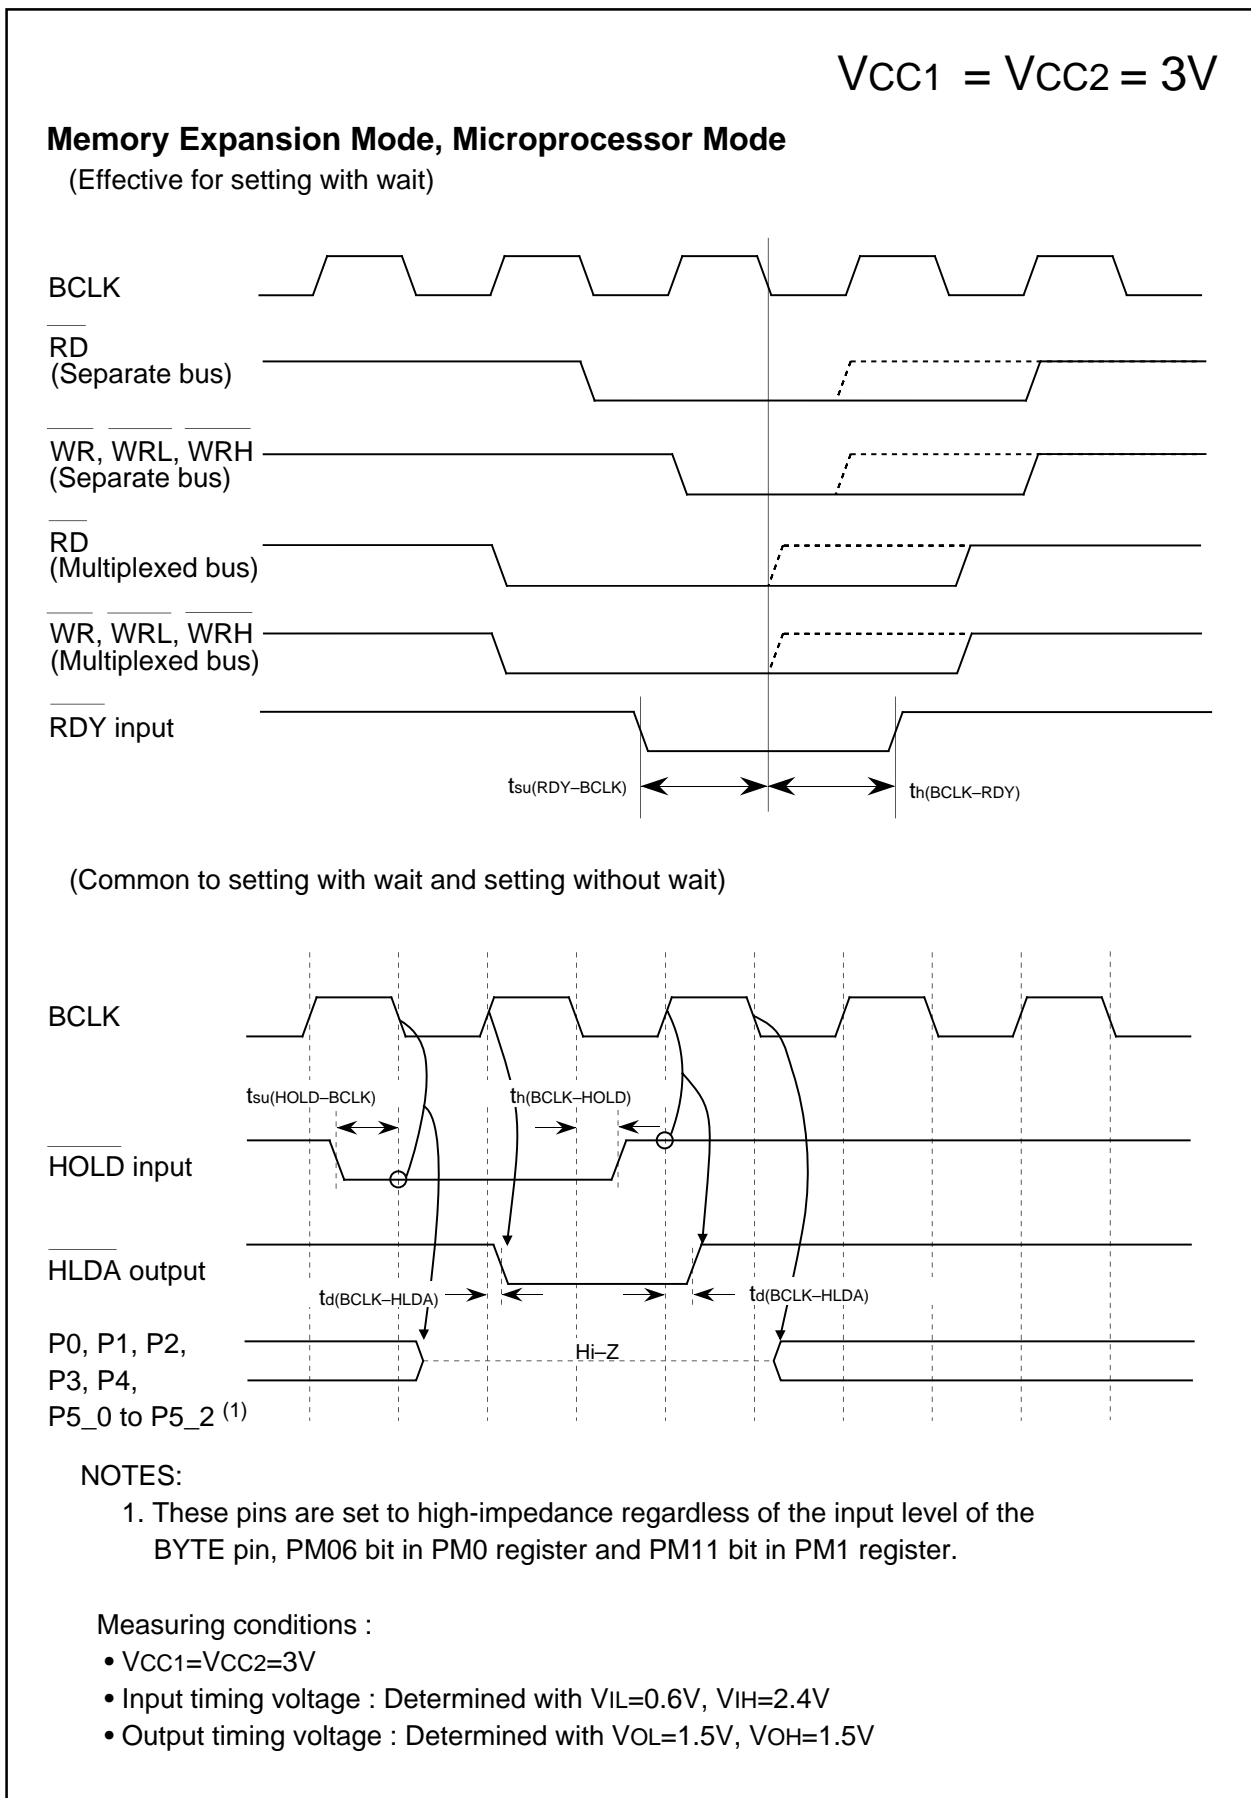 VCC1 = VCC2 = 3V
Memory Expansion Mode, Microprocessor Mode
(Effective for setting with wait)
BCLK
RD
(Separate bus)
WR, WRL, WRH
(Separate bus)
RD
(Multiplexed bus)
WR, WRL, WRH
(Multiplexed bus)
RDY input
tsu(RDY–BCLK)
th(BCLK–RDY)
(Common to setting with wait and setting without wait)
BCLK
tsu(HOLD–BCLK)
th(BCLK–HOLD)
HOLD input
HLDA output
td(BCLK–HLDA)
td(BCLK–HLDA)
P0, P1, P2,
P3, P4,
P5_0 to P5_2 (1)
Hi–Z
NOTES:
1. These pins are set to high-impedance regardless of the input level of the
BYTE pin, PM06 bit in PM0 register and PM11 bit in PM1 register.
Measuring conditions :
• VCC1=VCC2=3V
• Input timing voltage : Determined with VIL=0.6V, VIH=2.4V
• Output timing voltage : Determined with VOL=1.5V, VOH=1.5V